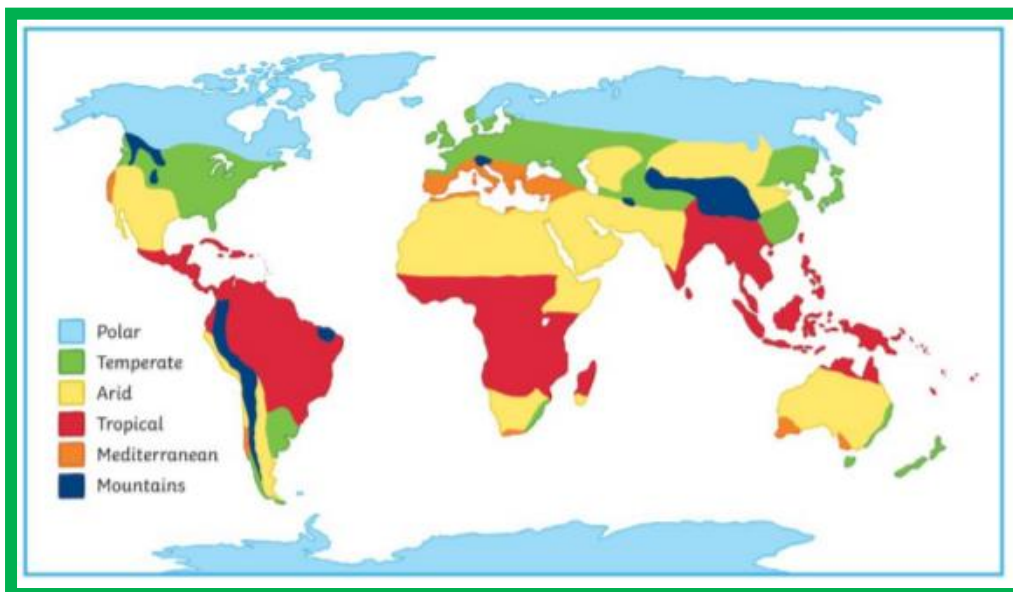 Polar
Temperate
Arid
Tropical
Mediterranean
Mountains